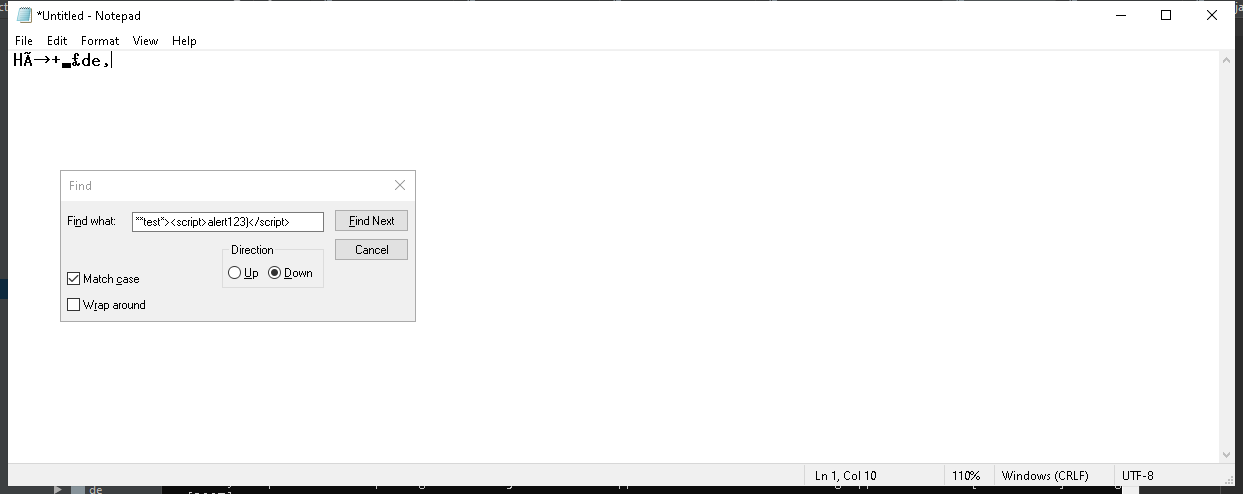 *Untitled - Notepad
File Edit Format View Help
HÃ→+▂£de,
Find
Find what: "test"><script>alert123)</script> Find Next
Direction Cancel
Up Down
Match case
Wrap around
Ln 1, Col 10 110% Windows (CRLF) UTF-8
de